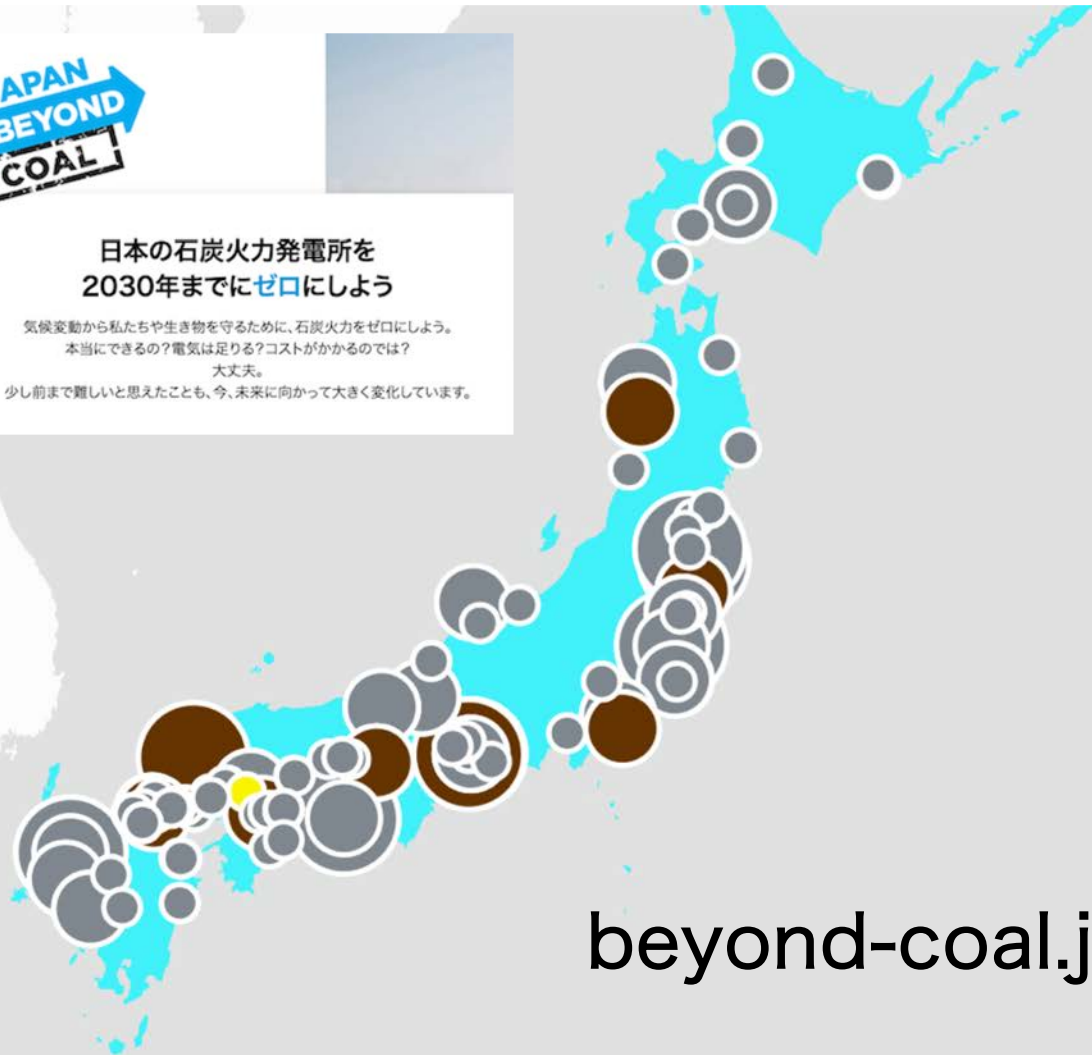 APAN
BEYOND
COAL
日本の石炭火力発電所を
2030年までにゼロにしよう
気候変動から私たちや生き物を守るために、石炭火力をゼロにしよう。
本当にできるの？電気は足りる？コストがかかるのでは？
大丈夫。
少し前まで難しいと思えたことも、今、未来に向かって大きく変化しています。
beyond-coal.j